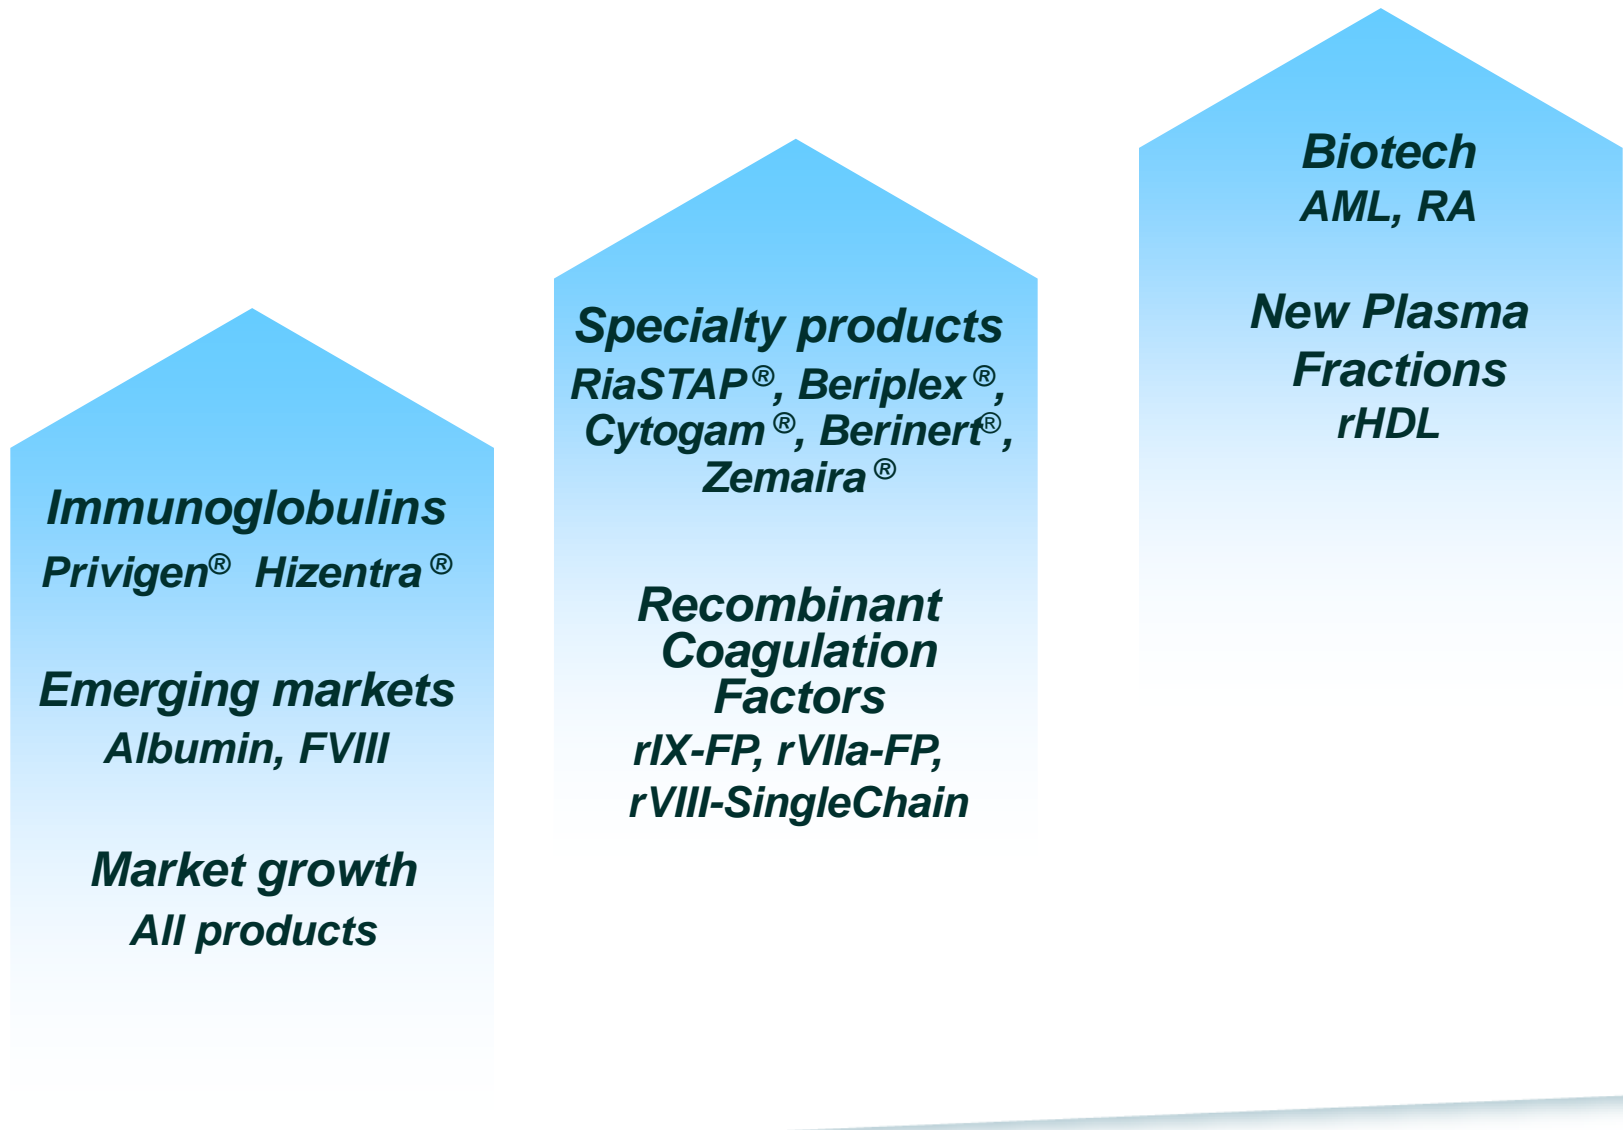 Immunoglobulins
Privigen® Hizentra®
Emerging markets
Albumin, FVIII
Market growth
All products
Specialty products
RiaSTAP®, Beriplex®,
Cytogam®, Berinert®,
Zemaira®
Recombinant
Coagulation
Factors
rIX-FP, rVIIa-FP,
rVIII-SingleChain
Biotech
AML, RA
New Plasma
Fractions
rHDL